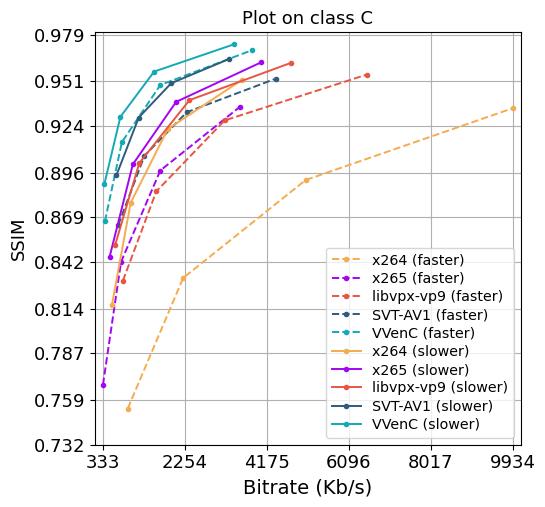 Plot on class C
0.979
0.951
0.924
0.896
0.869
0.842
0.814
0.787
0.759
0.732
SSIM
x264 (faster)
x265 (faster)
libvpx-vp9 (faster)
SVT-AV1 (faster)
VVenC (faster)
x264 (slower)
x265 (slower)
libvpx-vp9 (slower)
SVT-AV1 (slower)
VVenC (slower)
333 2254 4175 6096 8017 9934
Bitrate (Kb/s)